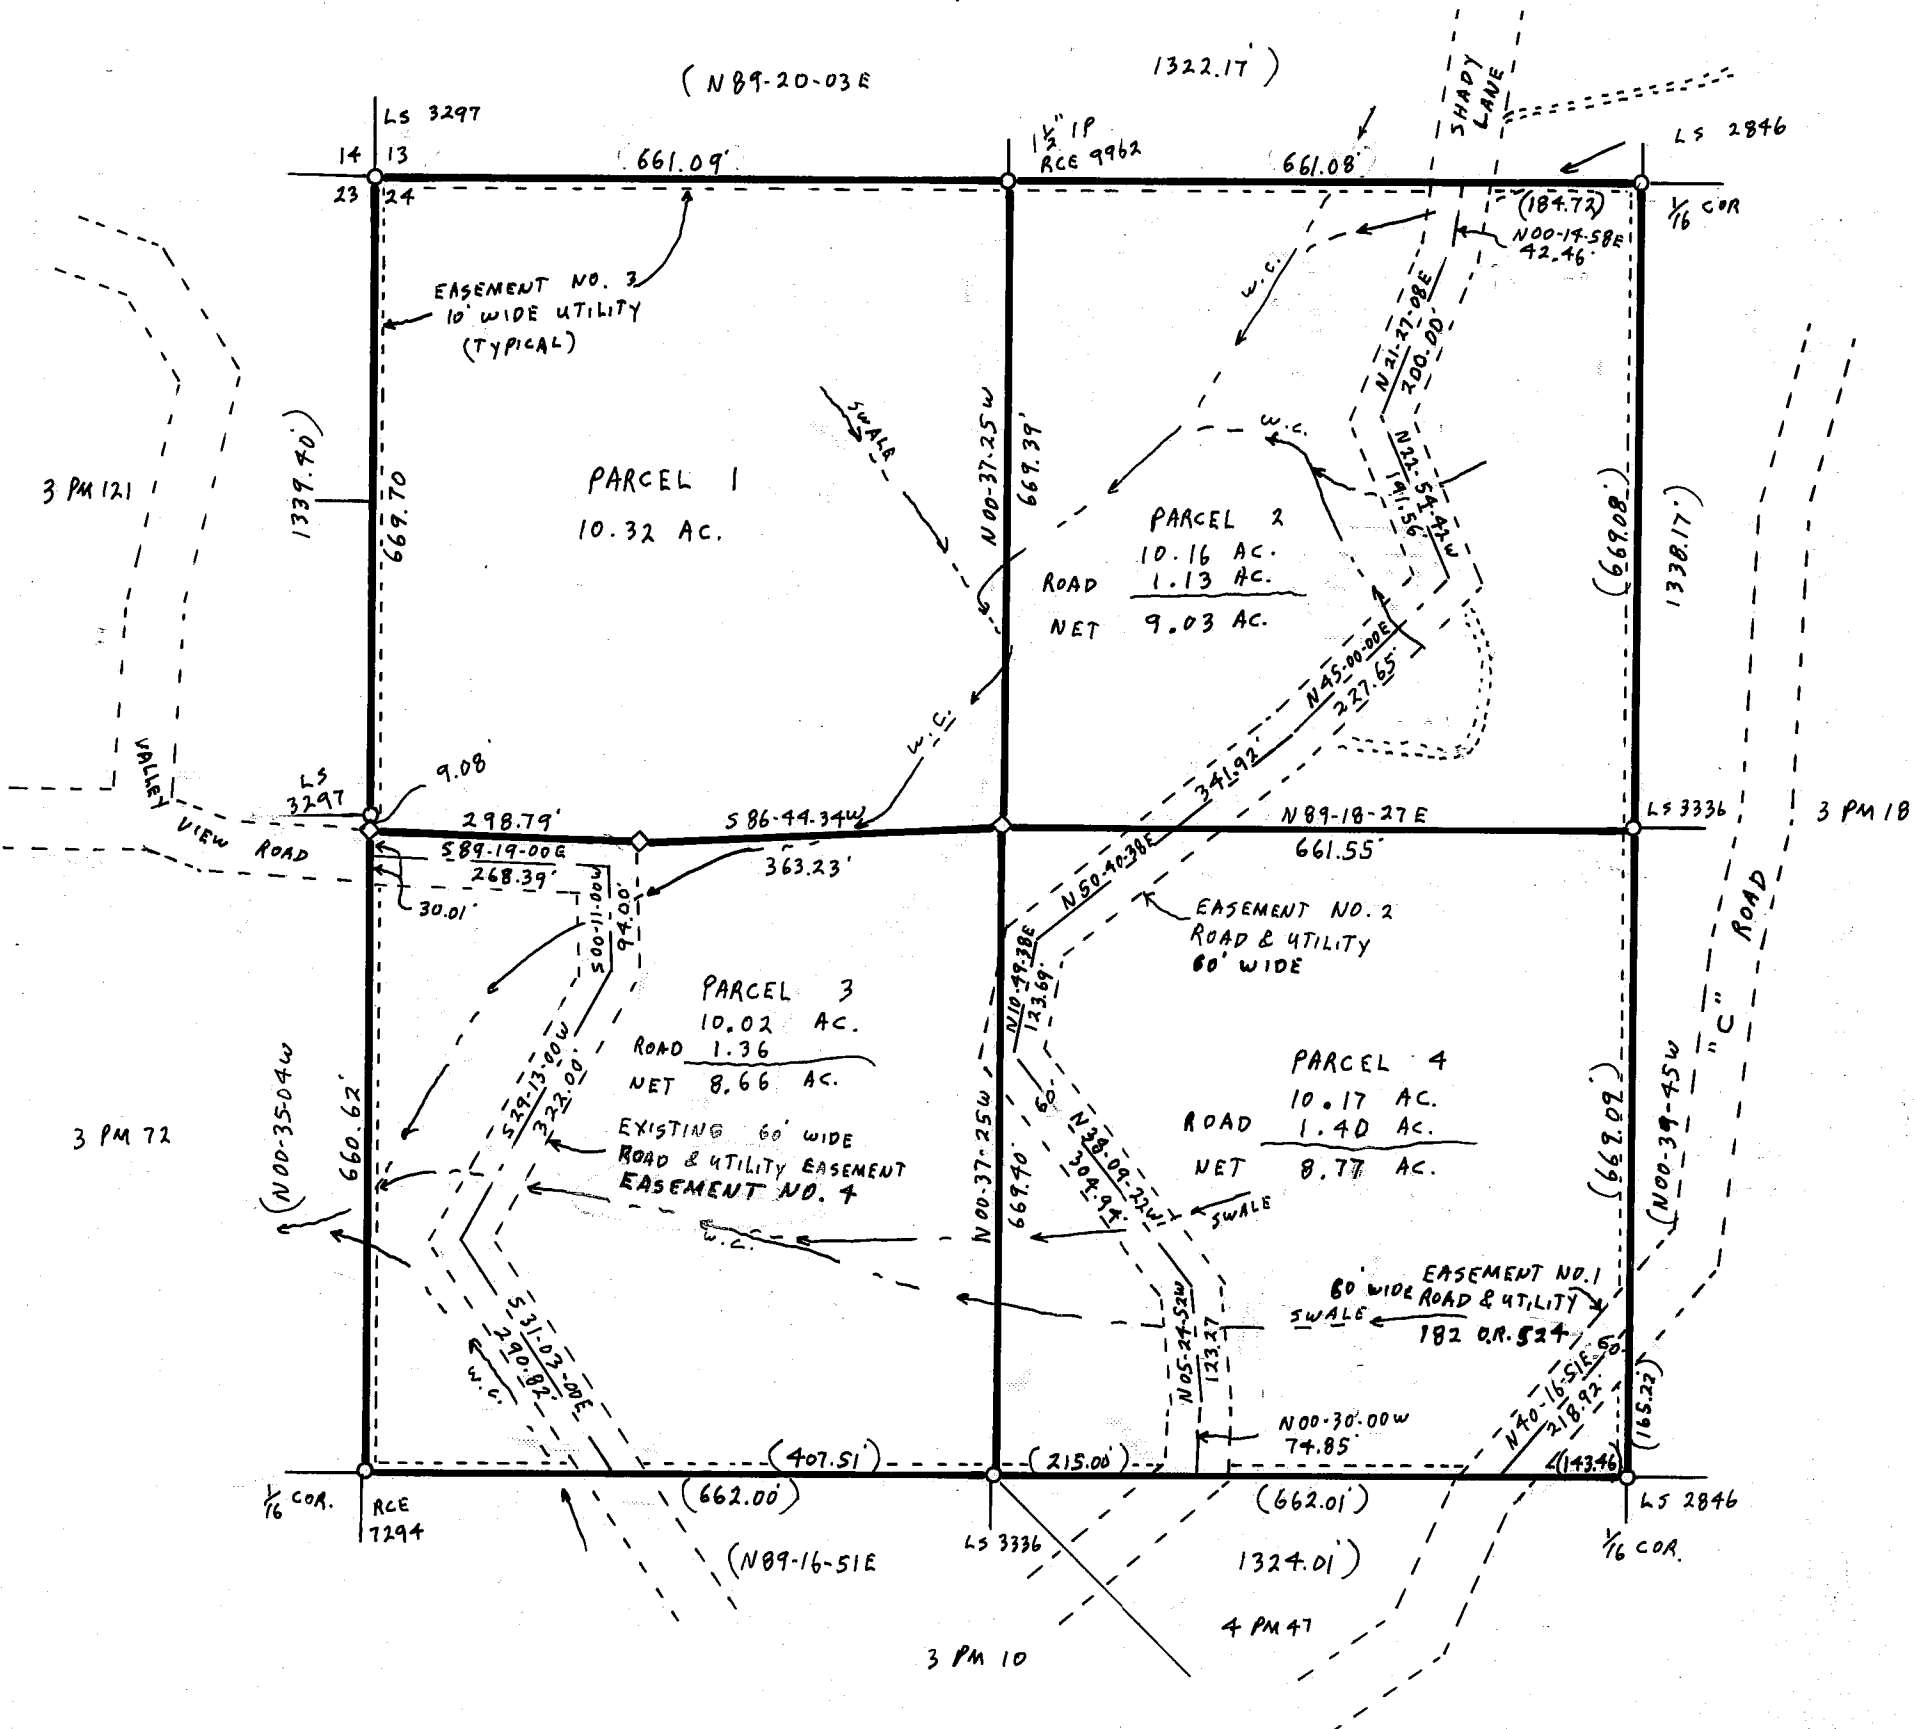 (N89-20-03E 1322.17')
SHADY
LANE
LS 3297
14 13
23 24
661.09'
1½" IP
RCE 9962
661.08'
LS 2846
1/16 COR
(184.72)
N00-14-58E
42.46'
EASEMENT NO. 3
10' WIDE UTILITY
(TYPICAL)
W.C.
N21-27-08E
200.00'
SWALE
W.C.
N22-54-42W
191.56'
3 PM 121
(1339.40')
669.70
PARCEL 1
10.32 AC.
N00-37-25W
669.39'
PARCEL 2
10.16 AC.
ROAD 1.13 AC.
NET 9.03 AC.
(669.08')
1338.17')
N45-00-00E
227.65'
W.C.
341.92'
VALLEY
VIEW ROAD
LS
3297
9.08'
298.79'
S86-44-34W
363.23'
N89-18-27E
661.55'
LS 3336
3 PM 18
S89-19-00E
268.39'
30.01'
S00-11-00W
94.00'
N50-40-38E
EASEMENT NO. 2
ROAD & UTILITY
60' WIDE
N10-49-38E
123.69'
"C" ROAD
PARCEL 3
10.02 AC.
ROAD 1.36
NET 8.66 AC.
S29-13-00W
322.00'
EXISTING 60' WIDE
ROAD & UTILITY EASEMENT
EASEMENT NO. 4
PARCEL 4
10.17 AC.
ROAD 1.40 AC.
NET 8.77 AC.
3 PM 72
(N00-35-04W
660.62'
N00-37-25W
669.40'
60'
N38-09-22W
304.94'
SWALE
(669.02')
(N00-39-45W
W.C.
EASEMENT NO. 1
60' WIDE ROAD & UTILITY
182 O.R. 524
SWALE
S31-03-00E
290.82'
W.C.
N05-24-52W
123.27
N00-30-00W
74.85'
N40-16-51E
218.92'
60'
(165.22')
(143.46)
(407.51')
(215.00')
(662.00')
(662.01')
1/16 COR.
RCE
7294
LS 3336
LS 2846
1/16 COR.
(N89-16-51E 1324.01')
3 PM 10
4 PM 47